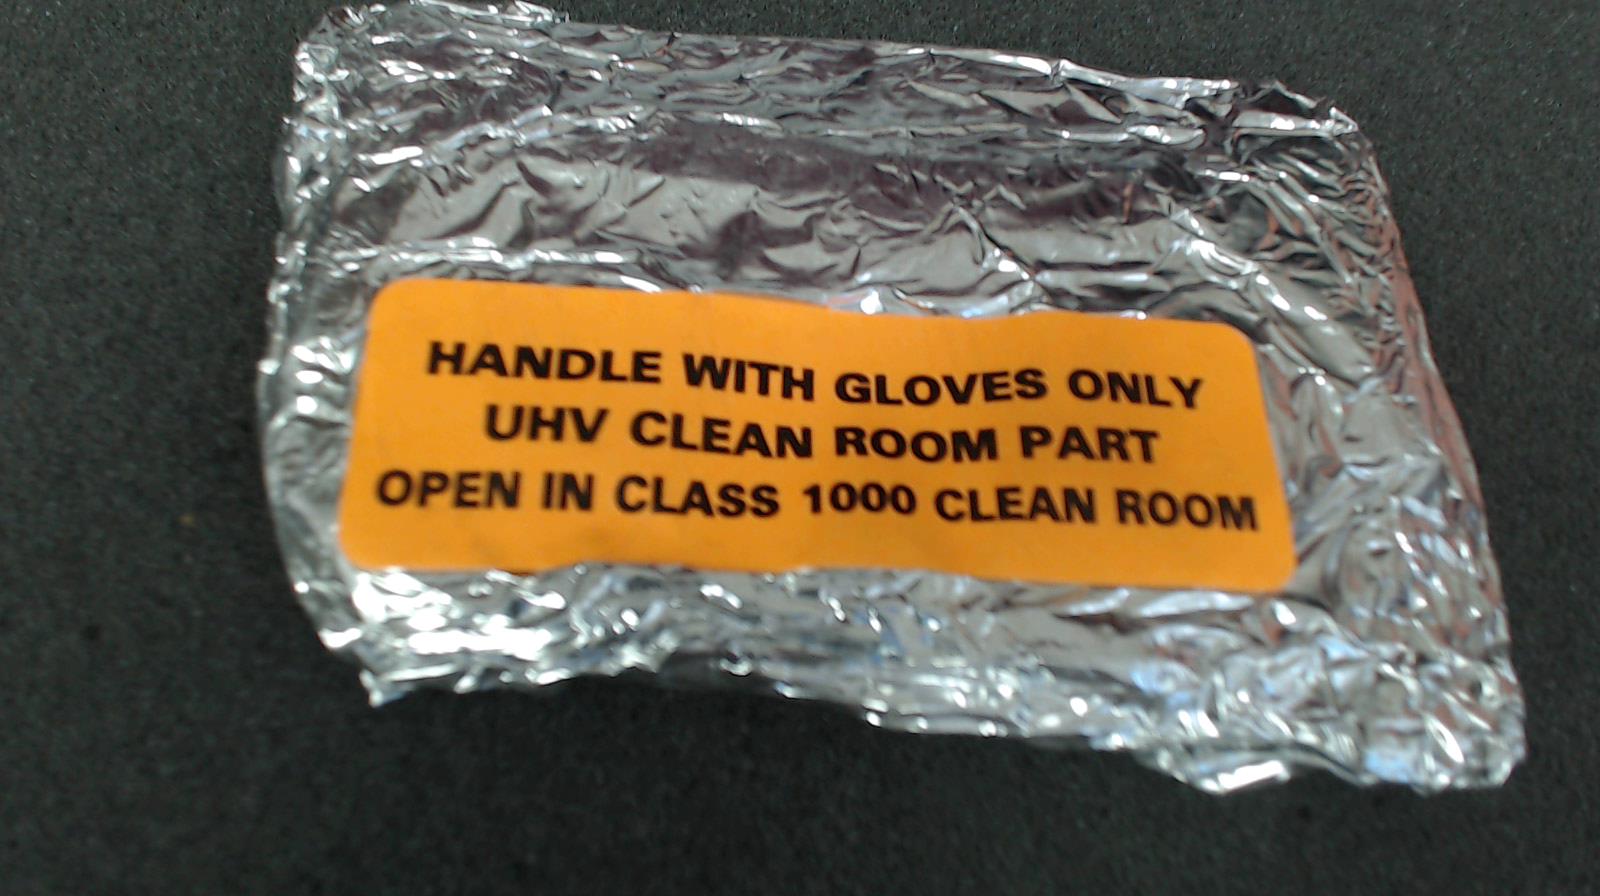 HANDLE WITH GLOVES ONLY
UHV CLEAN ROOM PART
OPEN IN CLASS 1000 CLEAN ROOM